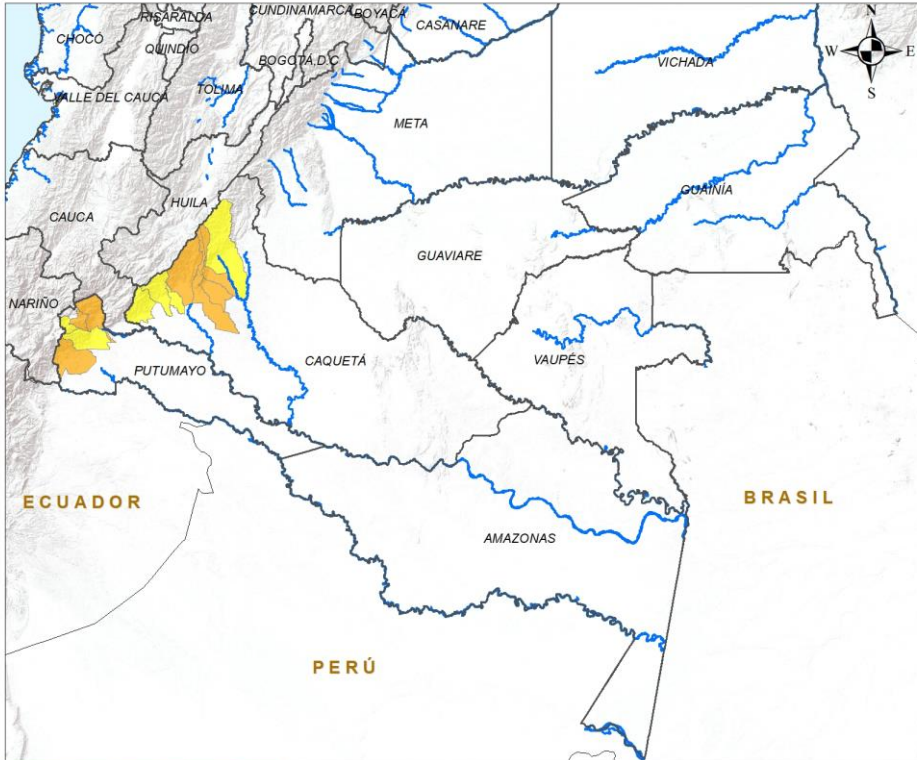 CUNDINAMARCA
BOYACÁ
RISARALDA
CASANARE
N
CHOCÓ
QUINDÍO
BOGOTÁ D.C
W
E
VICHADA
TOLIMA
VALLE DEL CAUCA
S
META
GUAINÍA
HUILA
CAUCA
GUAVIARE
NARIÑO
VAUPÉS
CAQUETÁ
PUTUMAYO
ECUADOR
BRASIL
AMAZONAS
PERÚ